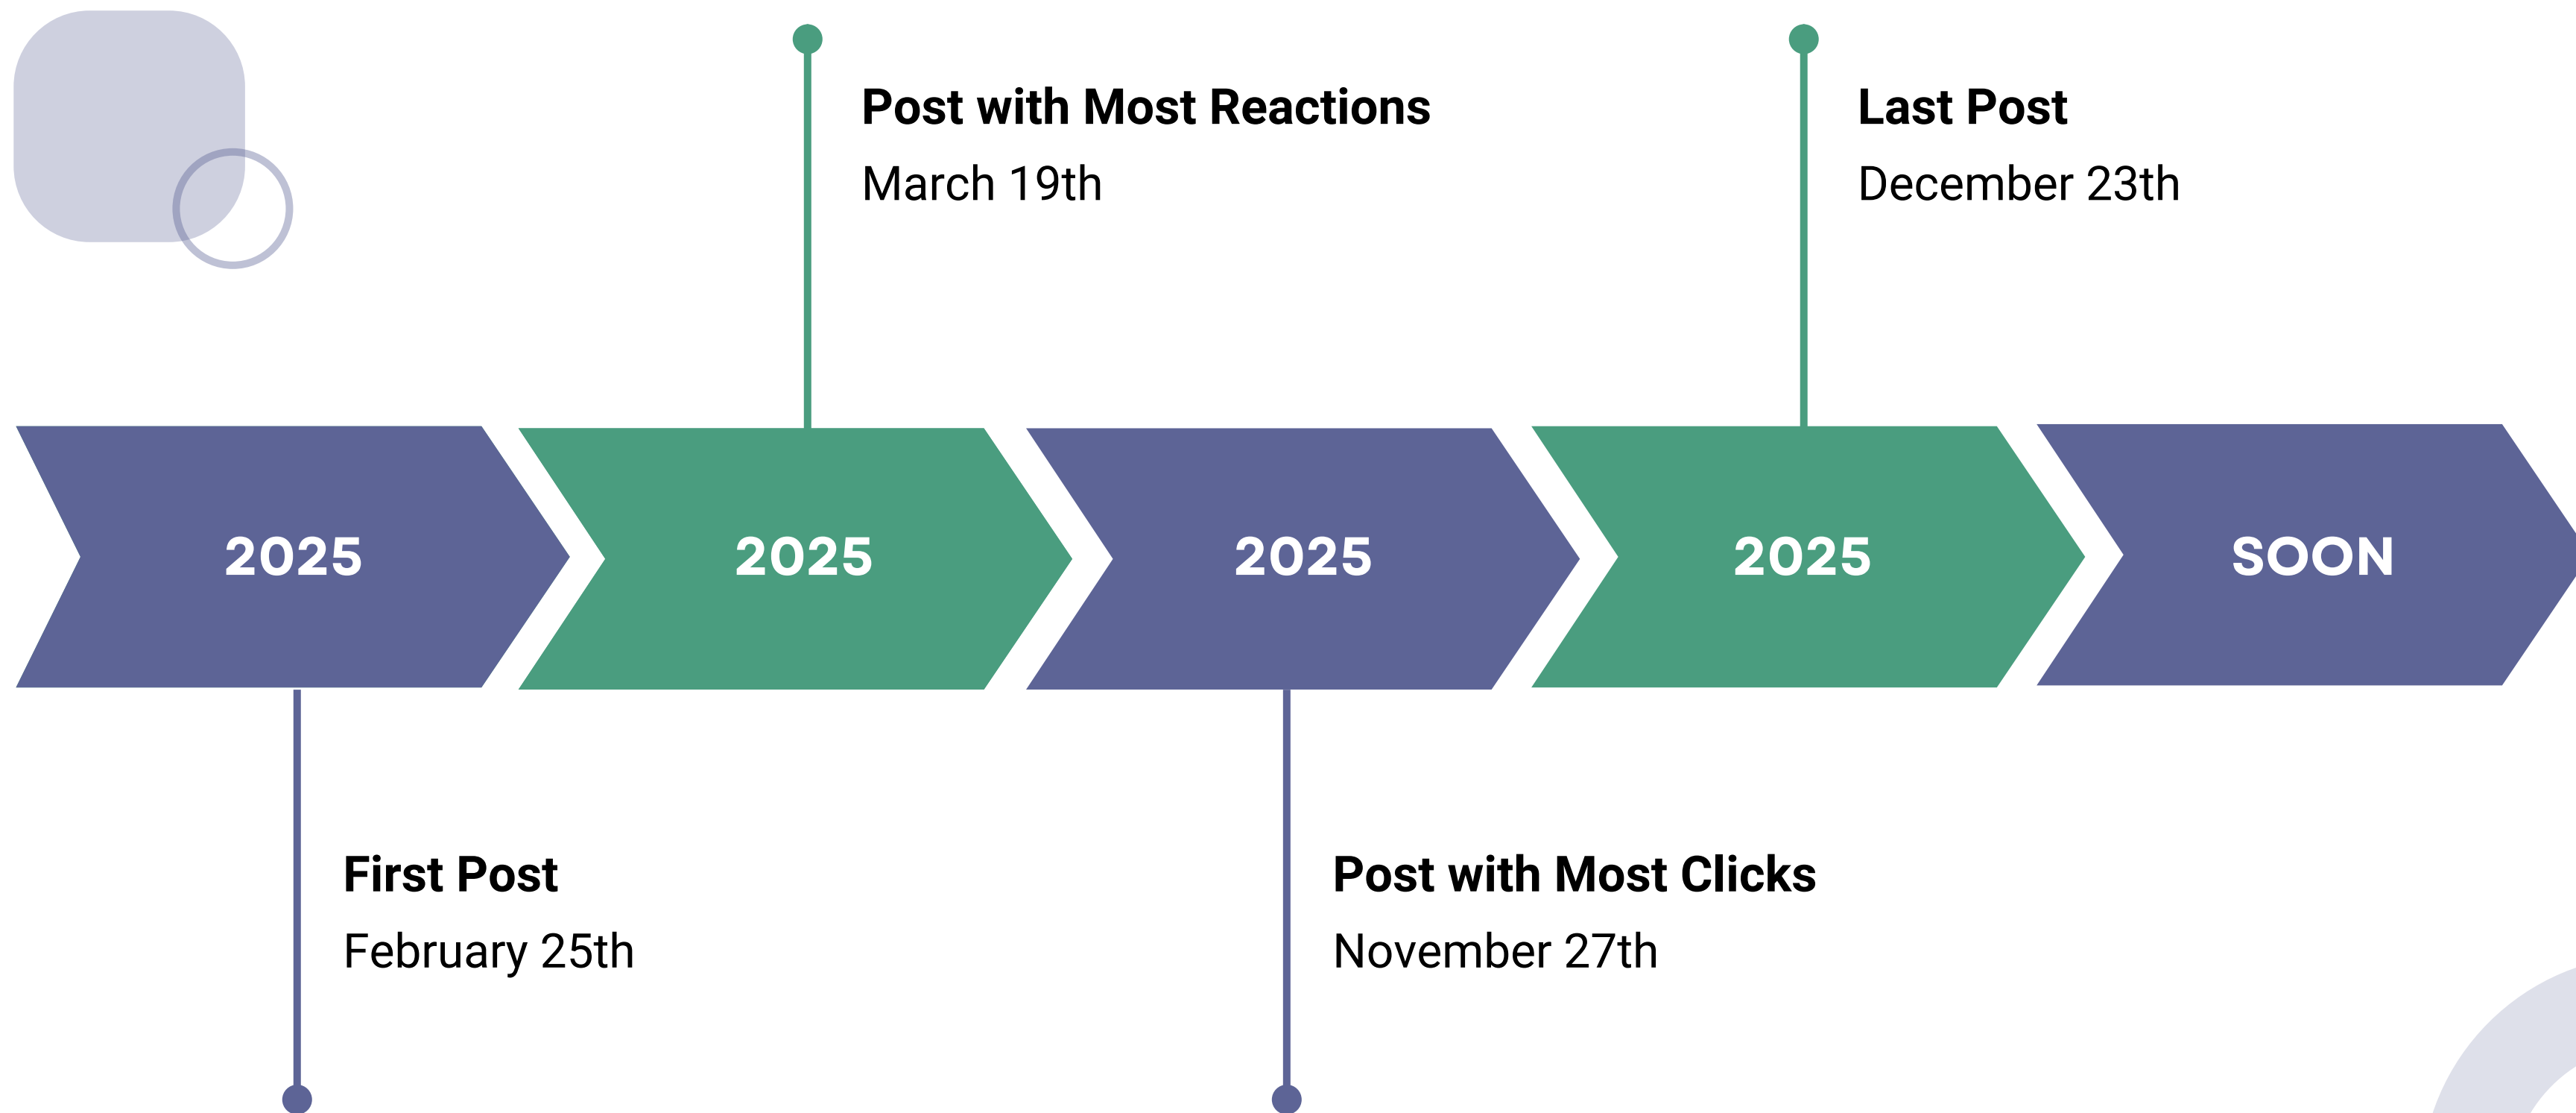 Post with Most Reactions
March 19th
Last Post
December 23th
2025
2025
2025
2025
SOON
First Post
February 25th
Post with Most Clicks
November 27th